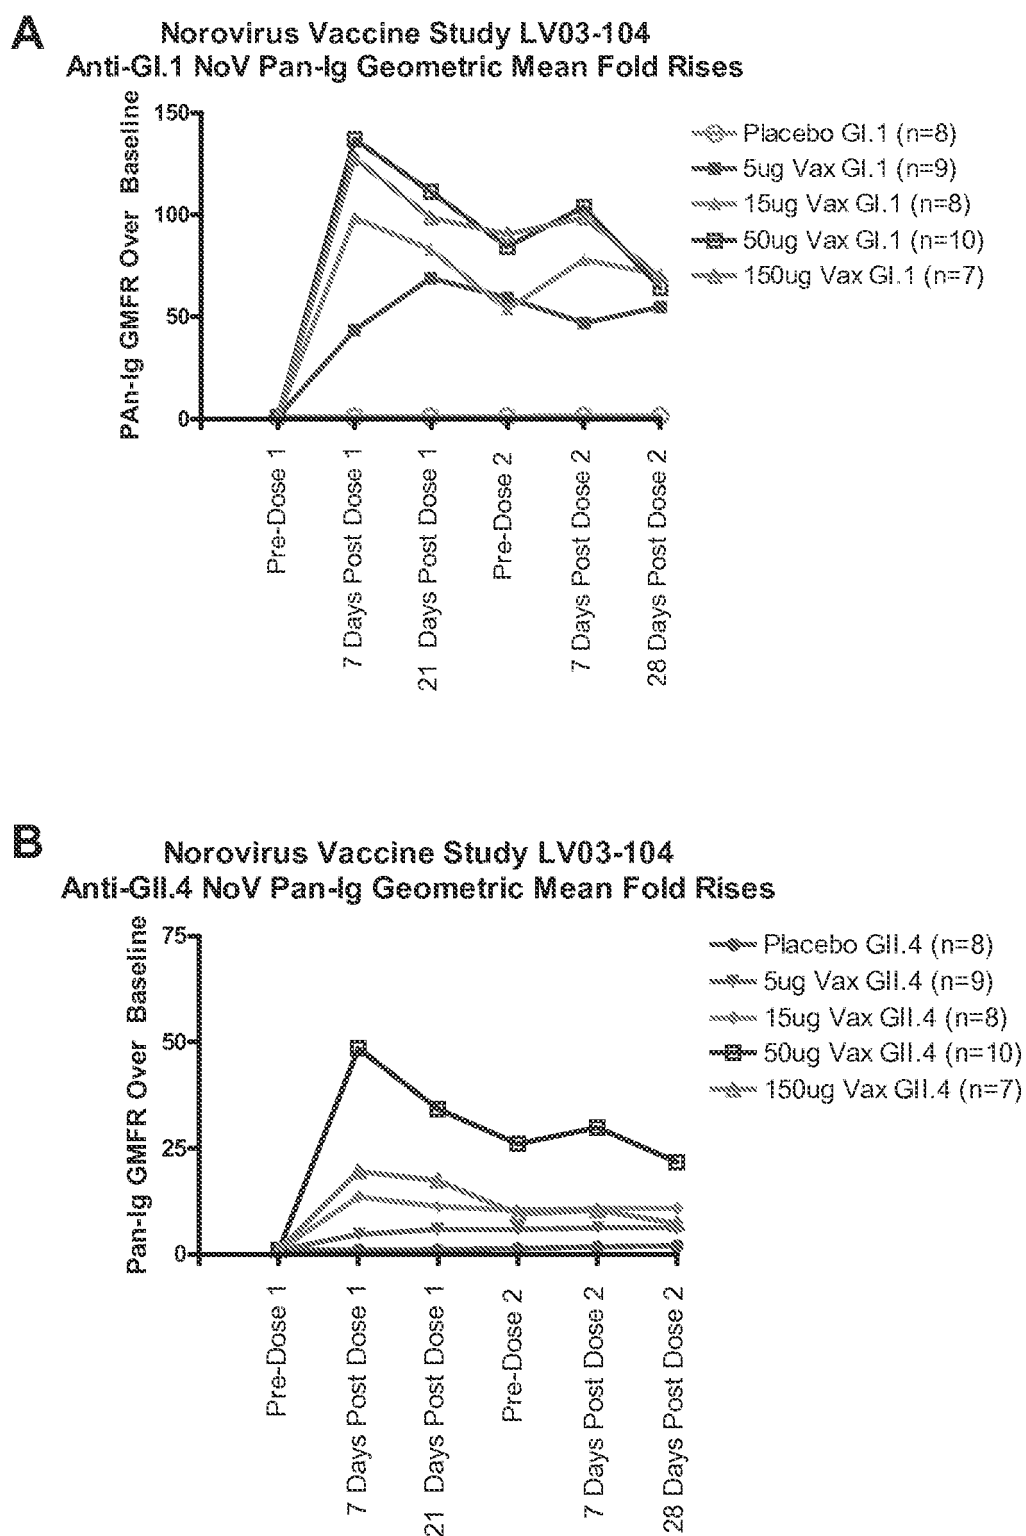 A
Norovirus Vaccine Study LV03-104
Anti-GI.1 NoV Pan-Ig Geometric Mean Fold Rises
PAn-Ig GMFR Over Baseline
150
100
50
0
Placebo GI.1 (n=8)
5ug Vax GI.1 (n=9)
15ug Vax GI.1 (n=8)
50ug Vax GI.1 (n=10)
150ug Vax GI.1 (n=7)
Pre-Dose 1
7 Days Post Dose 1
21 Days Post Dose 1
Pre-Dose 2
7 Days Post Dose 2
28 Days Post Dose 2
B
Norovirus Vaccine Study LV03-104
Anti-GII.4 NoV Pan-Ig Geometric Mean Fold Rises
Pan-Ig GMFR Over Baseline
75
50
25
0
Placebo GII.4 (n=8)
5ug Vax GII.4 (n=9)
15ug Vax GII.4 (n=8)
50ug Vax GII.4 (n=10)
150ug Vax GII.4 (n=7)
Pre-Dose 1
7 Days Post Dose 1
21 Days Post Dose 1
Pre-Dose 2
7 Days Post Dose 2
28 Days Post Dose 2